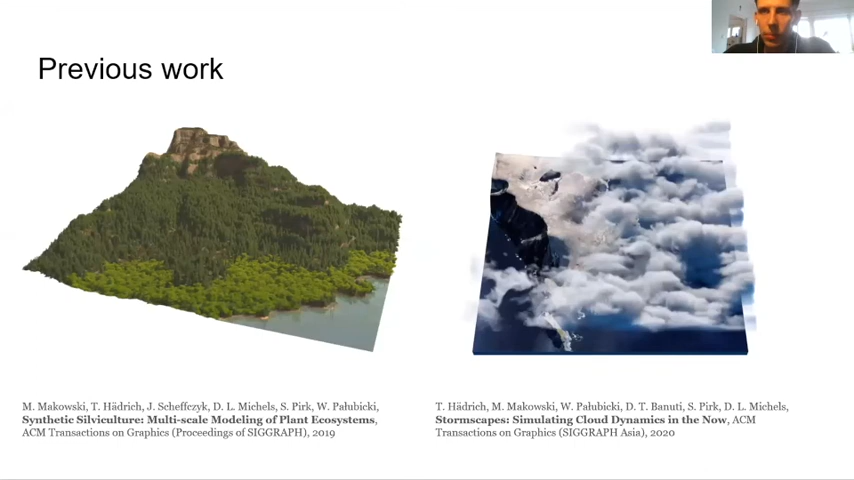 Previous work
M. Makowski, T. Hädrich, J. Scheffczyk, D. L. Michels, S. Pirk, W. Pałubicki,
Synthetic Silviculture: Multi-scale Modeling of Plant Ecosystems,
ACM Transactions on Graphics (Proceedings of SIGGRAPH), 2019
T. Hädrich, M. Makowski, W. Pałubicki, D. T. Banuti, S. Pirk, D. L. Michels,
Stormscapes: Simulating Cloud Dynamics in the Now, ACM
Transactions on Graphics (SIGGRAPH Asia), 2020